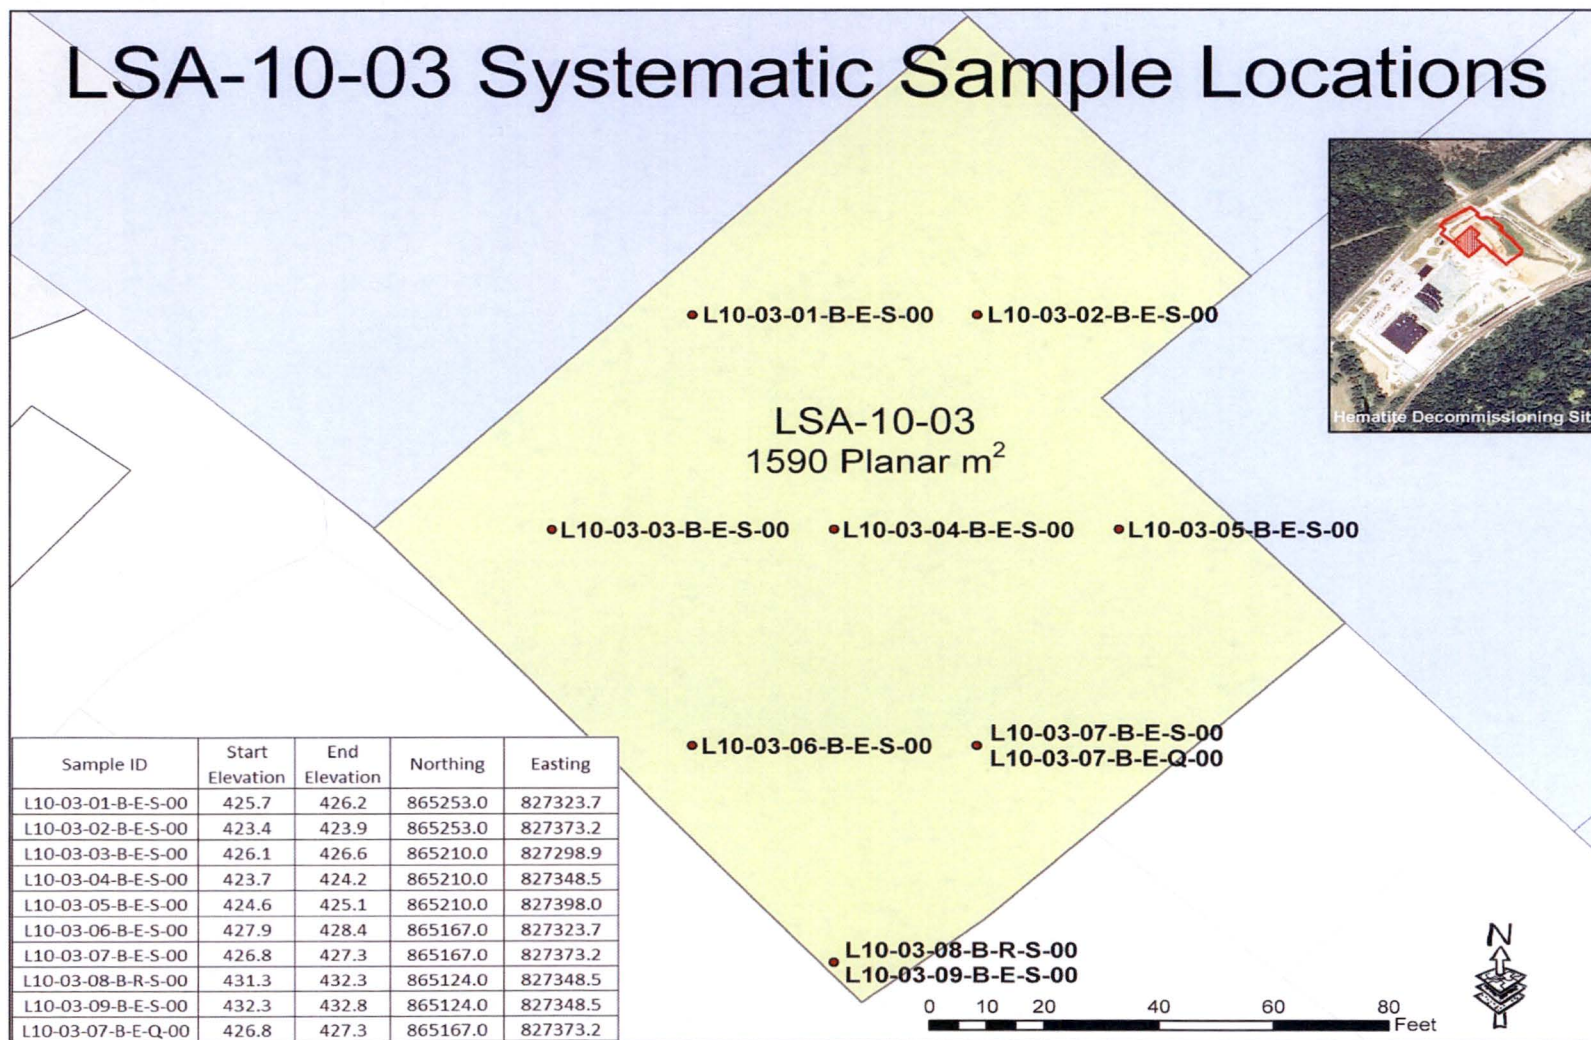 LSA-10-03 Systematic Sample Locations
Hematite Decommissioning Sit
L10-03-01-B-E-S-00
L10-03-02-B-E-S-00
LSA-10-03
1590 Planar m²
L10-03-03-B-E-S-00
L10-03-04-B-E-S-00
L10-03-05-B-E-S-00
L10-03-06-B-E-S-00
L10-03-07-B-E-S-00
L10-03-07-B-E-Q-00
L10-03-08-B-R-S-00
L10-03-09-B-E-S-00
Sample ID Start Elevation End Elevation Northing Easting
L10-03-01-B-E-S-00 425.7 426.2 865253.0 827323.7
L10-03-02-B-E-S-00 423.4 423.9 865253.0 827373.2
L10-03-03-B-E-S-00 426.1 426.6 865210.0 827298.9
L10-03-04-B-E-S-00 423.7 424.2 865210.0 827348.5
L10-03-05-B-E-S-00 424.6 425.1 865210.0 827398.0
L10-03-06-B-E-S-00 427.9 428.4 865167.0 827323.7
L10-03-07-B-E-S-00 426.8 427.3 865167.0 827373.2
L10-03-08-B-R-S-00 431.3 432.3 865124.0 827348.5
L10-03-09-B-E-S-00 432.3 432.8 865124.0 827348.5
L10-03-07-B-E-Q-00 426.8 427.3 865167.0 827373.2
N
0 10 20 40 60 80
Feet